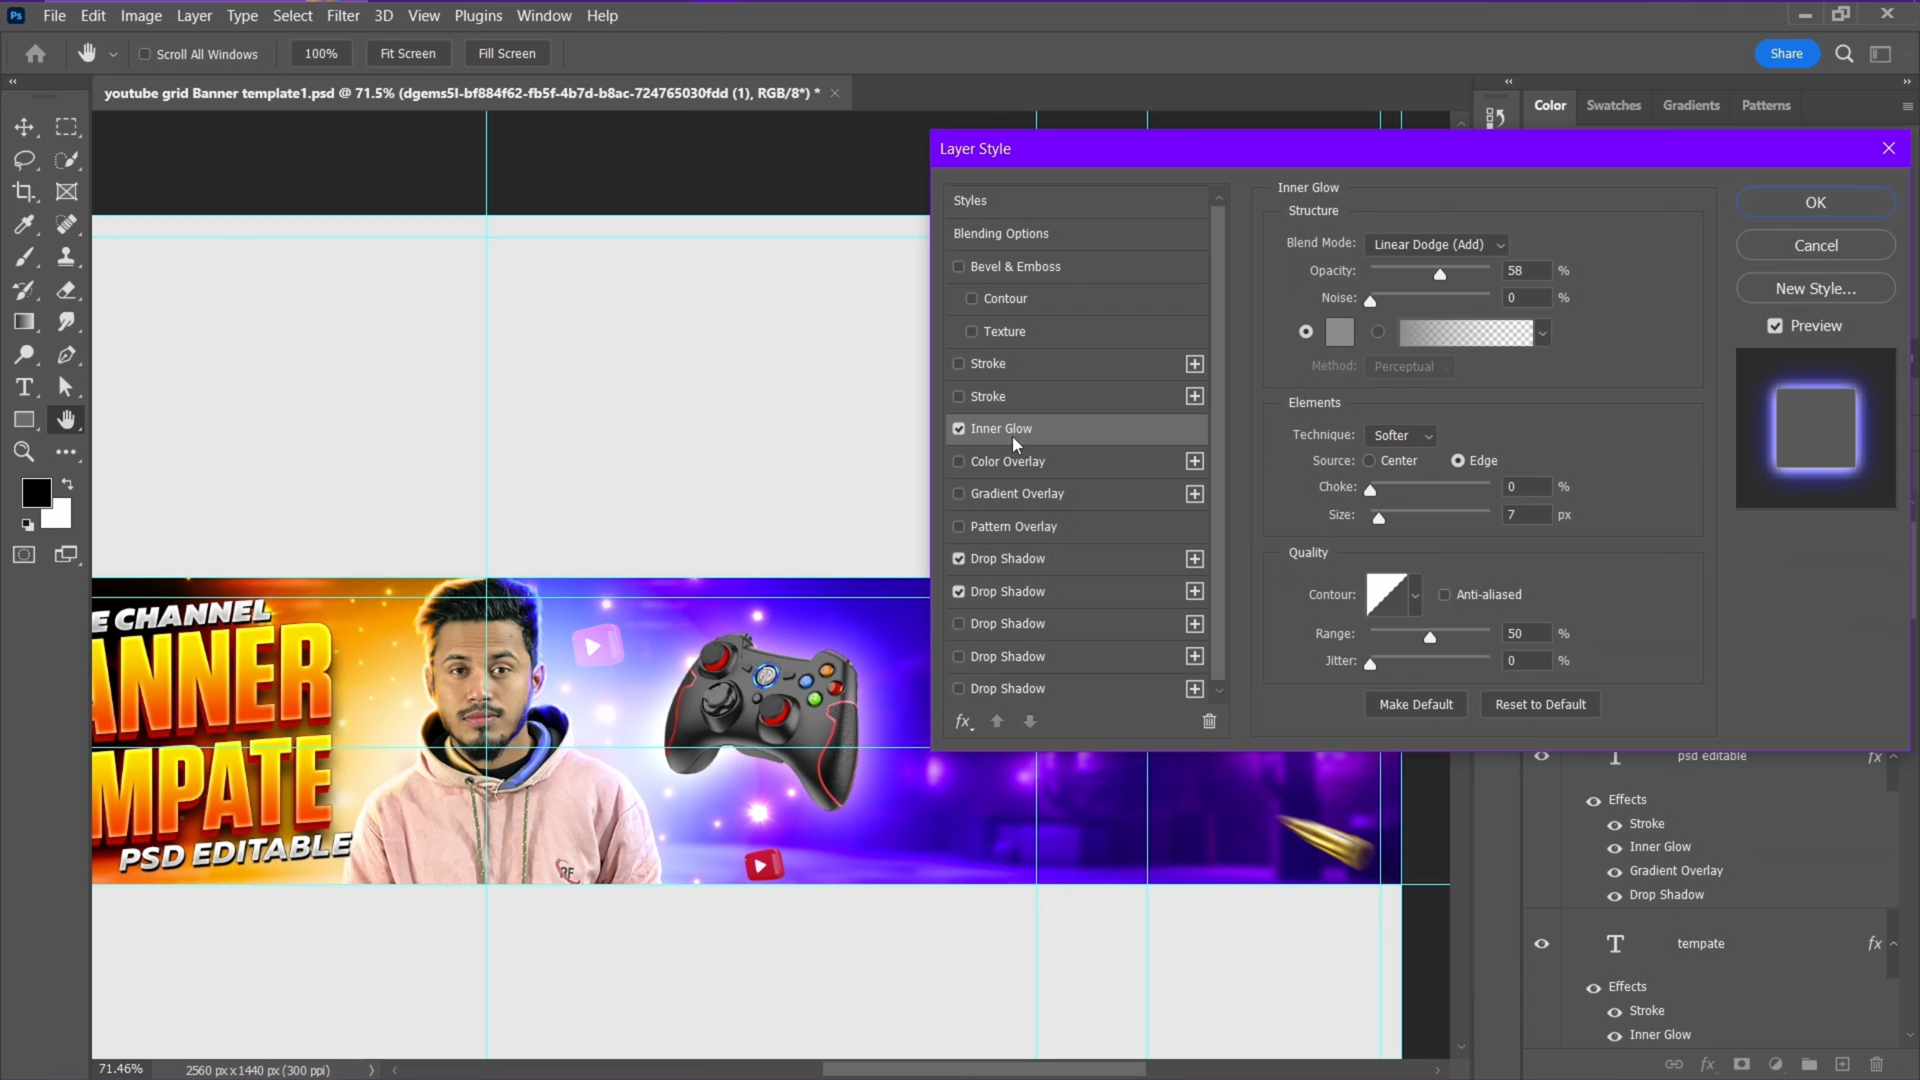 Ps File Edit Image Layer Type Select Filter 3D View Plugins Window Help
Scroll All Windows 100% Fit Screen Fill Screen Share
youtube grid Banner template1.psd @ 71.5% (dgems5l-bf884f62-fb5f-4b7d-b8ac-724765030fdd (1), RGB/8*) *
Color Swatches Gradients Patterns
Layer Style
Styles
Blending Options
Bevel & Emboss
Contour
Texture
Stroke
Stroke
Inner Glow
Color Overlay
Gradient Overlay
Pattern Overlay
Drop Shadow
Drop Shadow
Drop Shadow
Drop Shadow
Drop Shadow
fx
Inner Glow
Structure
Blend Mode: Linear Dodge (Add)
Opacity: 58 %
Noise: 0 %
Method: Perceptual
Elements
Technique: Softer
Source: Center Edge
Choke: 0 %
Size: 7 px
Quality
Contour: Anti-aliased
Range: 50 %
Jitter: 0 %
Make Default Reset to Default
OK
Cancel
New Style...
Preview
E CHANNEL
ANNER
MPATE
PSD EDITABLE
RF
psd editable fx
Effects
Stroke
Inner Glow
Gradient Overlay
Drop Shadow
T tempate fx
Effects
Stroke
Inner Glow
71.46% 2560 px x 1440 px (300 ppi)
fx